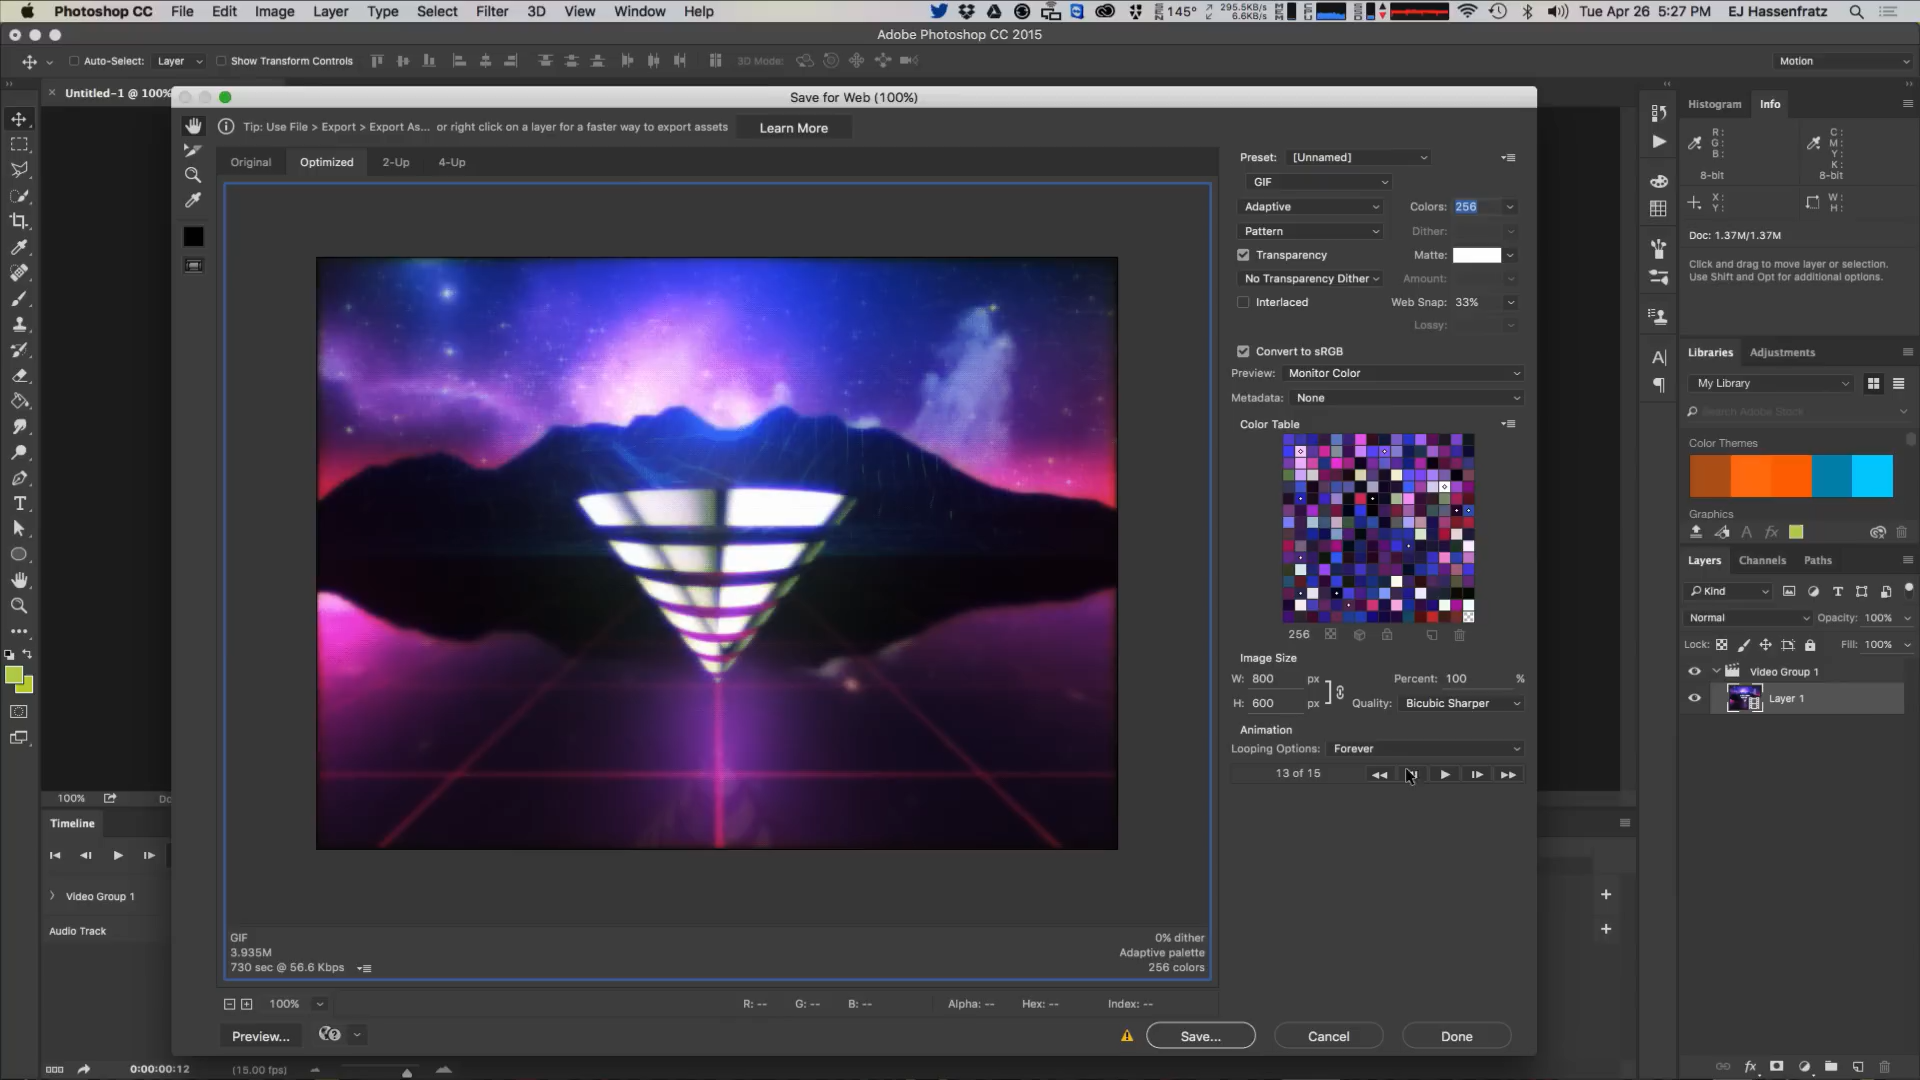 Photoshop CC File Edit Image Layer Type Select Filter 3D View Window Help 145° 295.5KB/s 6.6KB/s Tue Apr 26 5:27 PM EJ Hassenfratz
Adobe Photoshop CC 2015
Auto-Select: Layer Show Transform Controls 3D Mode: Motion
Untitled-1 @ 100%
Save for Web (100%)
Tip: Use File > Export > Export As... or right click on a layer for a faster way to export assets Learn More
Original Optimized 2-Up 4-Up
Preset: [Unnamed]
GIF
Adaptive Colors: 256
Pattern Dither:
Transparency Matte:
No Transparency Dither Amount:
Interlaced Web Snap: 33%
Lossy:
Convert to sRGB
Preview: Monitor Color
Metadata: None
Color Table
256
Image Size
W: 800 px Percent: 100 %
H: 600 px Quality: Bicubic Sharper
Animation
Looping Options: Forever
13 of 15
GIF
3.935M
730 sec @ 56.6 Kbps
0% dither
Adaptive palette
256 colors
100% R: -- G: -- B: -- Alpha: -- Hex: -- Index: --
Preview... Save... Cancel Done
Histogram Info
R: C:
G: M:
B: Y:
K:
8-bit 8-bit
X: W:
Y: H:
Doc: 1.37M/1.37M
Click and drag to move layer or selection.
Use Shift and Opt for additional options.
Libraries Adjustments
My Library
Search Adobe Stock
Color Themes
Graphics
Layers Channels Paths
Kind
Normal Opacity: 100%
Lock: Fill: 100%
Video Group 1
Layer 1
100% Do
Timeline
Video Group 1
Audio Track
0:00:00:12 (15.00 fps)